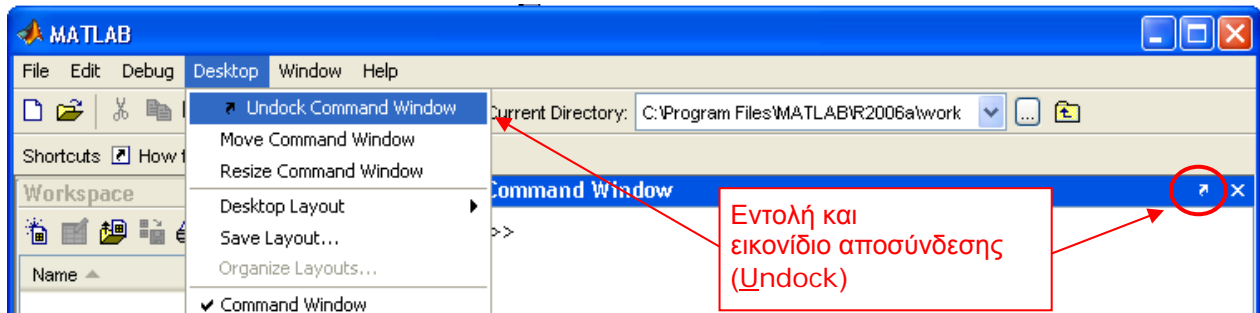 MATLAB
File Edit Debug Desktop Window Help
Undock Command Window
Current Directory: C:\Program Files\MATLAB\R2006a\work
Move Command Window
Shortcuts How
Resize Command Window
Workspace
Command Window
Desktop Layout
>>
Save Layout...
Name
Organize Layouts...
Command Window
Εντολή και
εικονίδιο αποσύνδεσης
(Undock)